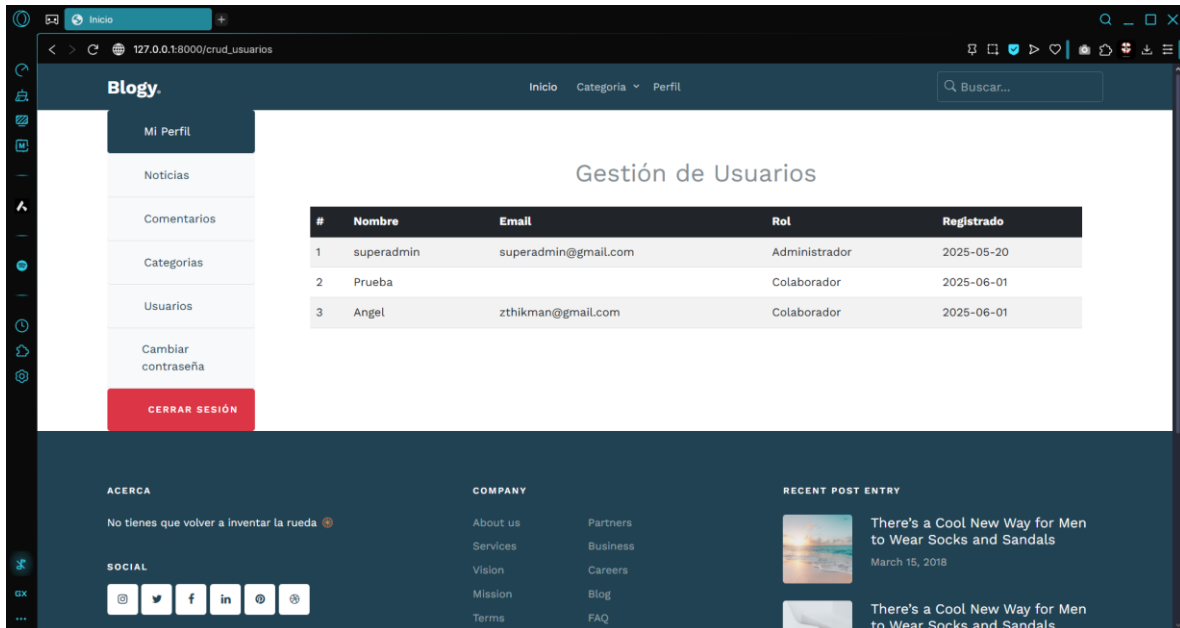 Inicio
127.0.0.1:8000/crud_usuarios
Blogy.
Inicio Categoria Perfil
Buscar...
Mi Perfil
Noticias
Comentarios
Categorias
Usuarios
Cambiar
contraseña
CERRAR SESIÓN
Gestión de Usuarios
# Nombre Email Rol Registrado
1 superadmin superadmin@gmail.com Administrador 2025-05-20
2 Prueba Colaborador 2025-06-01
3 Angel zthikman@gmail.com Colaborador 2025-06-01
ACERCA
No tienes que volver a inventar la rueda
SOCIAL
COMPANY
About us Partners
Services Business
Vision Careers
Mission Blog
Terms FAQ
RECENT POST ENTRY
There's a Cool New Way for Men
to Wear Socks and Sandals
March 15, 2018
There's a Cool New Way for Men
to Wear Socks and Sandals
GX